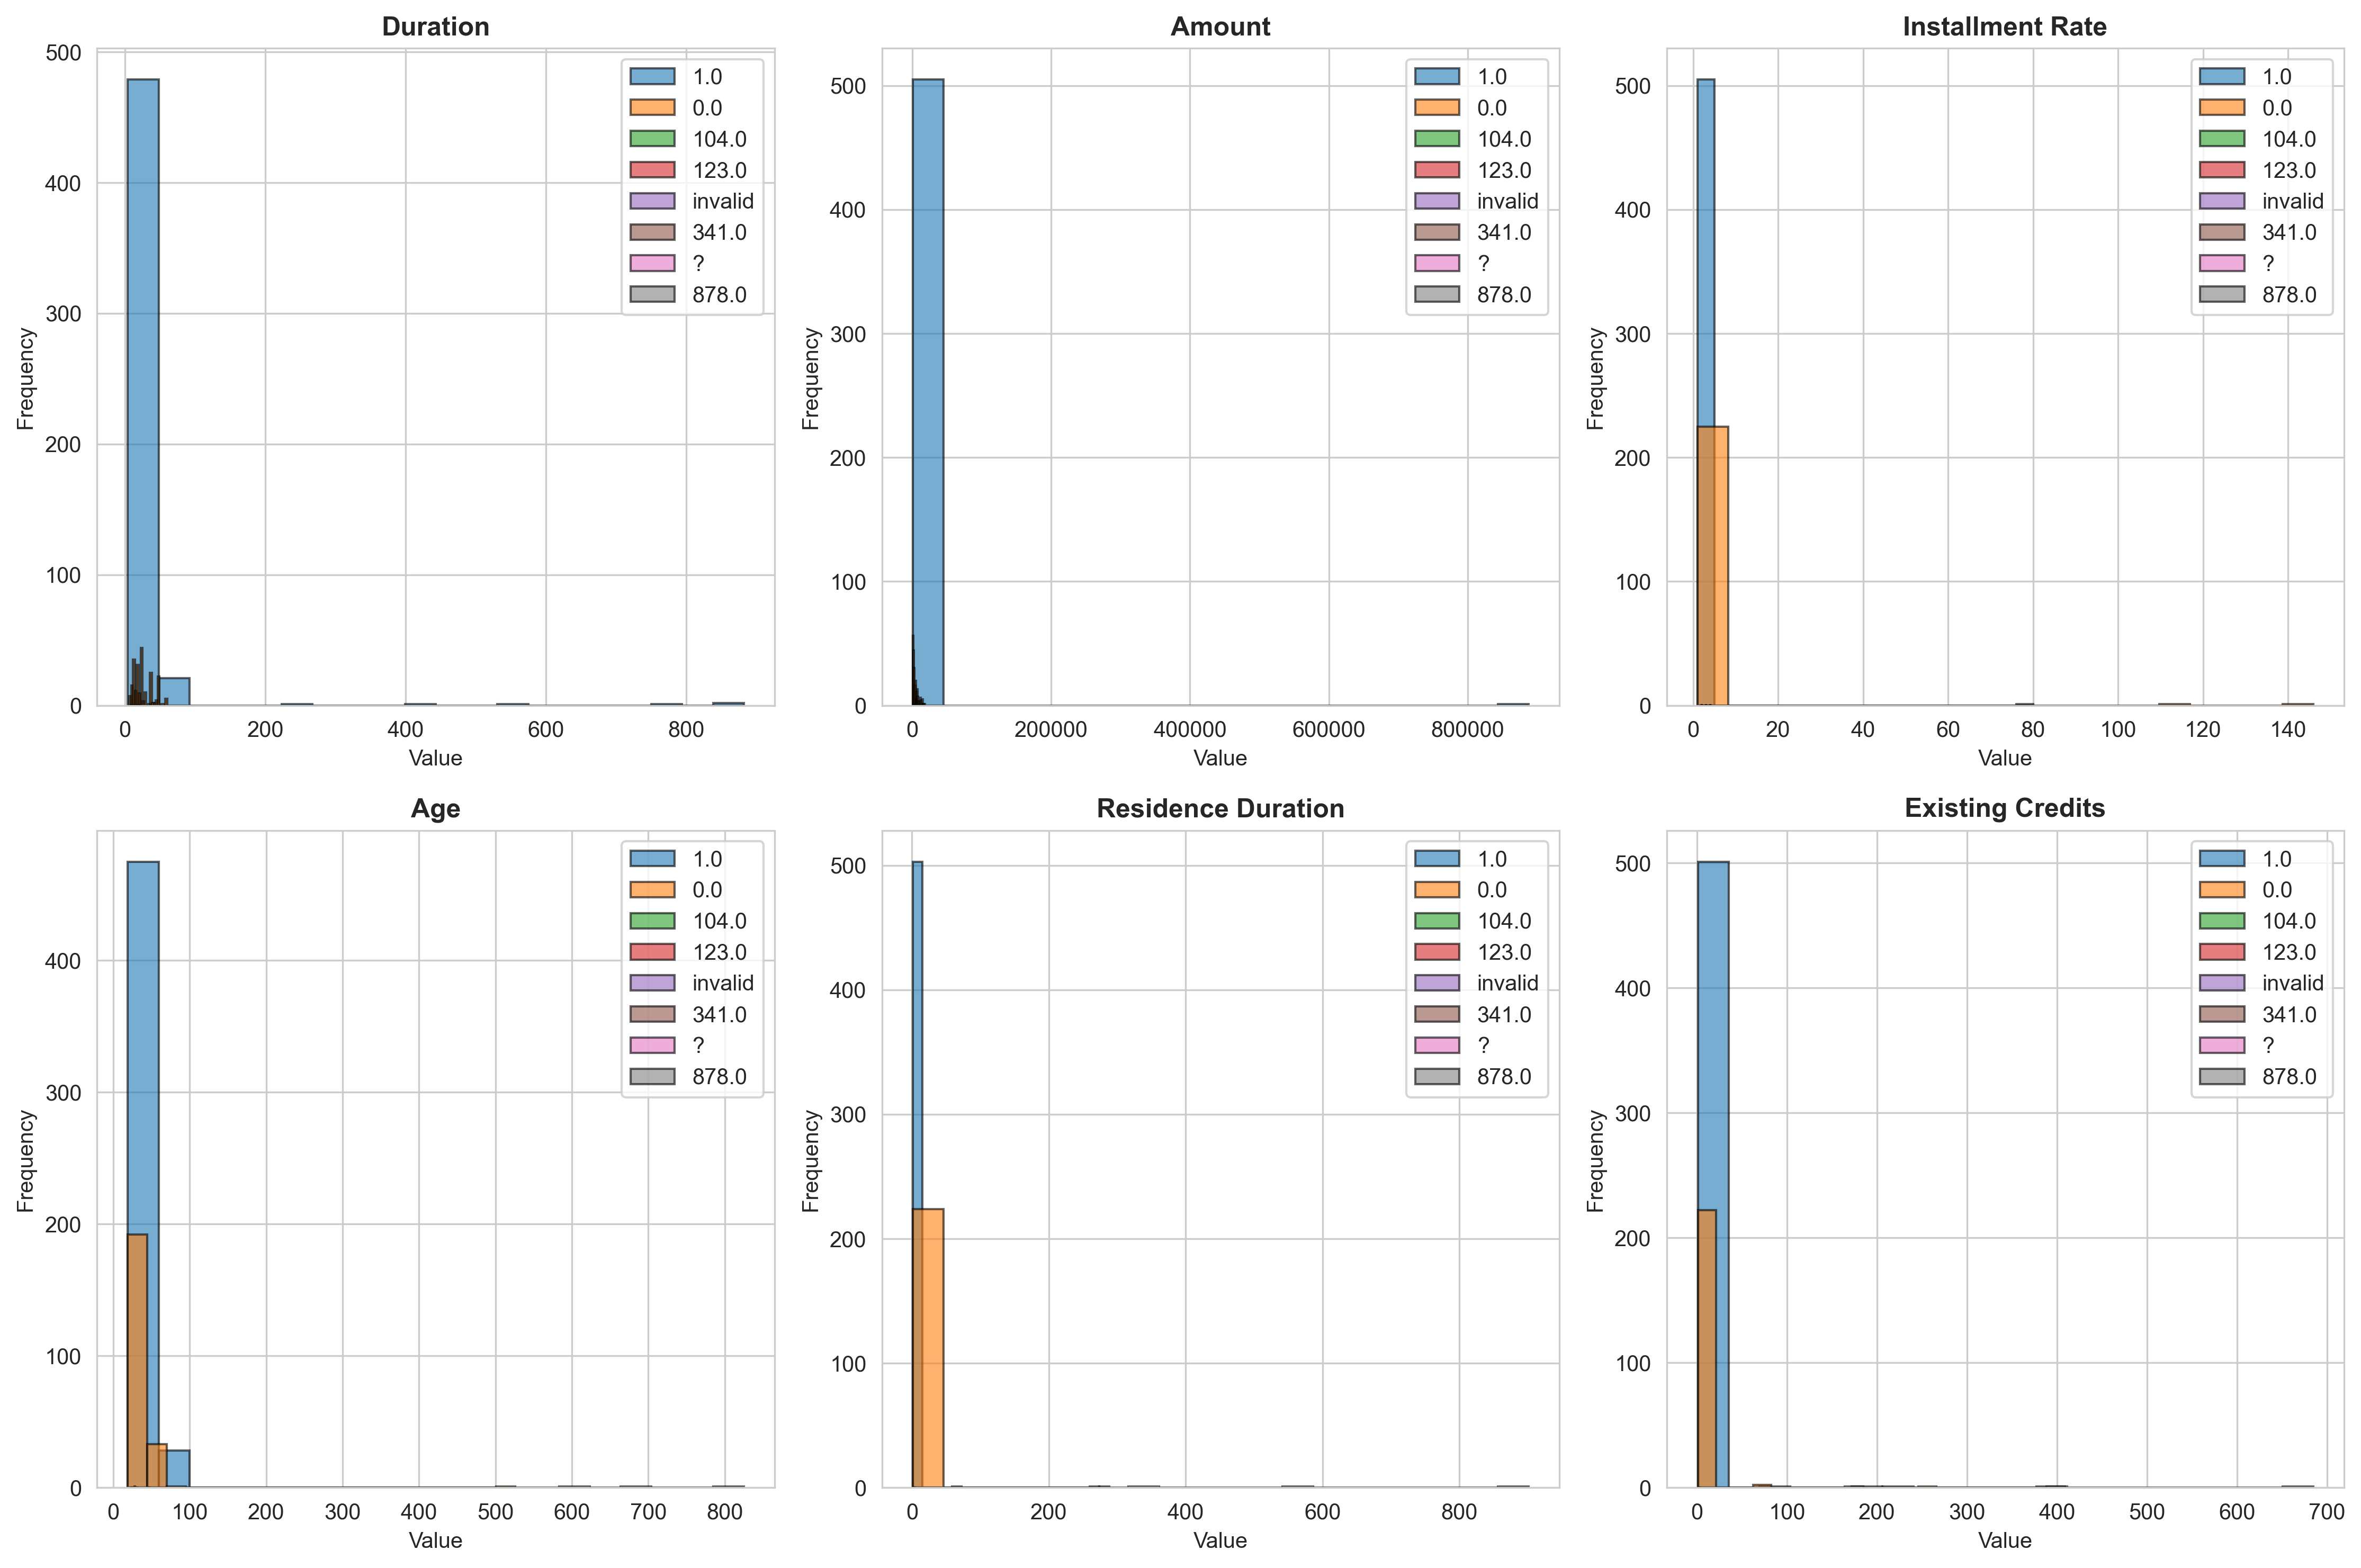 Duration
500
400
300
200
100
0
Frequency
0 200 400 600 800
Value
1.0
0.0
104.0
123.0
invalid
341.0
?
878.0
Amount
500
400
300
200
100
0
Frequency
0 200000 400000 600000 800000
Value
1.0
0.0
104.0
123.0
invalid
341.0
?
878.0
Installment Rate
500
400
300
200
100
0
Frequency
0 20 40 60 80 100 120 140
Value
1.0
0.0
104.0
123.0
invalid
341.0
?
878.0
Age
400
300
200
100
0
Frequency
0 100 200 300 400 500 600 700 800
Value
1.0
0.0
104.0
123.0
invalid
341.0
?
878.0
Residence Duration
500
400
300
200
100
0
Frequency
0 200 400 600 800
Value
1.0
0.0
104.0
123.0
invalid
341.0
?
878.0
Existing Credits
500
400
300
200
100
0
Frequency
0 100 200 300 400 500 600 700
Value
1.0
0.0
104.0
123.0
invalid
341.0
?
878.0